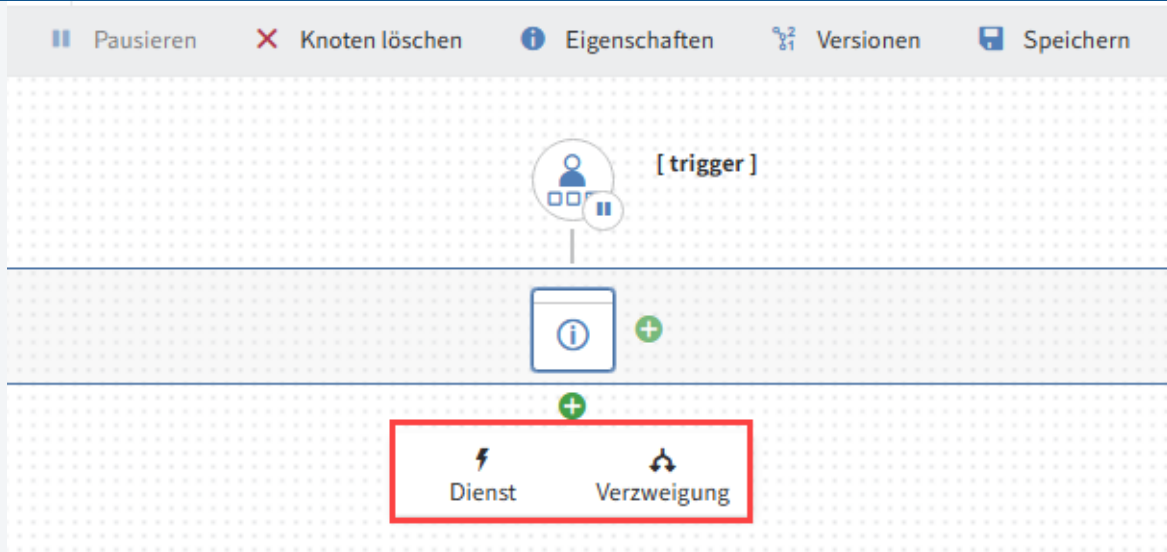 Pausieren Knoten löschen Eigenschaften Versionen Speichern
[ trigger ]
Dienst Verzweigung